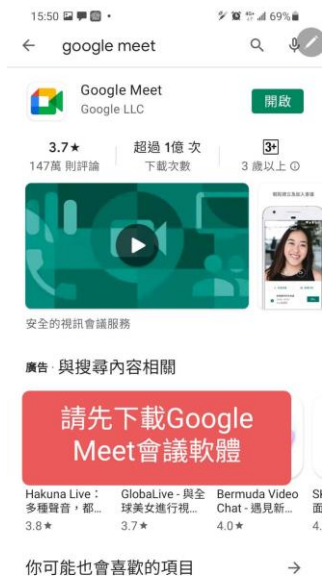 15:50 69%
google meet
Google Meet
Google LLC
開啟
3.7★ 超過 1億 次 3+
147萬 則評論 下載次數 3 歲以上
安全的視訊會議服務
廣告·與搜尋內容相關
請先下載Google
Meet會議軟體
Hakuna Live： GlobaLive - 與全 Bermuda Video
多種聲音，都... 球美女進行視... Chat - 遇見新...
3.8★ 3.7★ 4.0★
你可能也會喜歡的項目